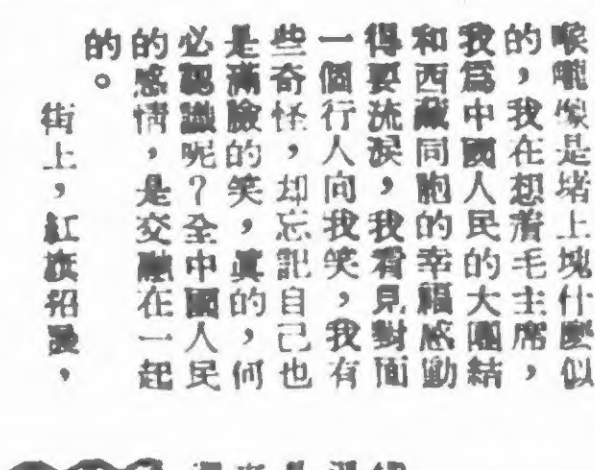 喉嚨像是堵上塊什麼似
的，我在想着毛主席，
我爲中國人民的大團結
和西藏同胞的幸福感動
得要流淚，我看見對面
一個行人向我笑，我有
些奇怪，却忘記自己也
是滿臉的笑，眞的，何
必認識呢？全中國人民
的感情，是交融在一起
的。
街上，紅旗招展，